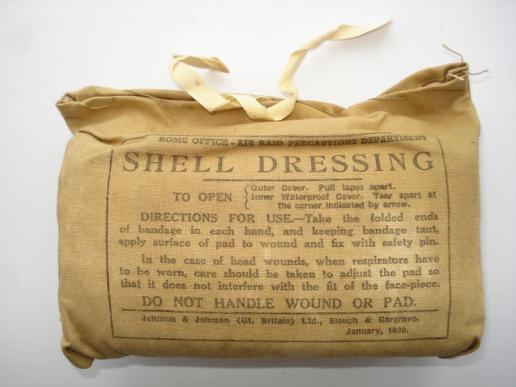 HOME OFFICE - AIR RAID PRECAUTIONS DEPARTMENT
SHELL DRESSING
TO OPEN { Outer Cover. Pull tapes apart.
Inner Waterproof Cover. Tear apart at
the corner indicated by arrow.
DIRECTIONS FOR USE.—Take the folded ends
of bandage in each hand, and keeping bandage taut,
apply surface of pad to wound and fix with safety pin.
In the case of head wounds, when respirators have
to be worn, care should be taken to adjust the pad so
that it does not interfere with the fit of the face-piece.
DO NOT HANDLE WOUND OR PAD.
Johnson & Johnson (Gt. Britain) Ltd., Slough & Gargrave.
January, 1939.